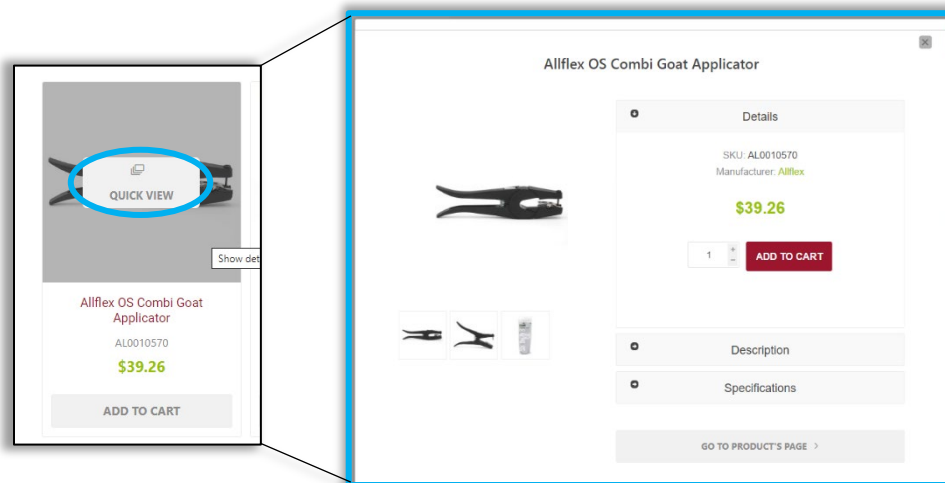 QUICK VIEW
Show det
Allflex OS Combi Goat
Applicator
AL0010570
$39.26
ADD TO CART
Allflex OS Combi Goat Applicator
Details
SKU: AL0010570
Manufacturer: Allflex
$39.26
1
ADD TO CART
Description
Specifications
GO TO PRODUCT'S PAGE >